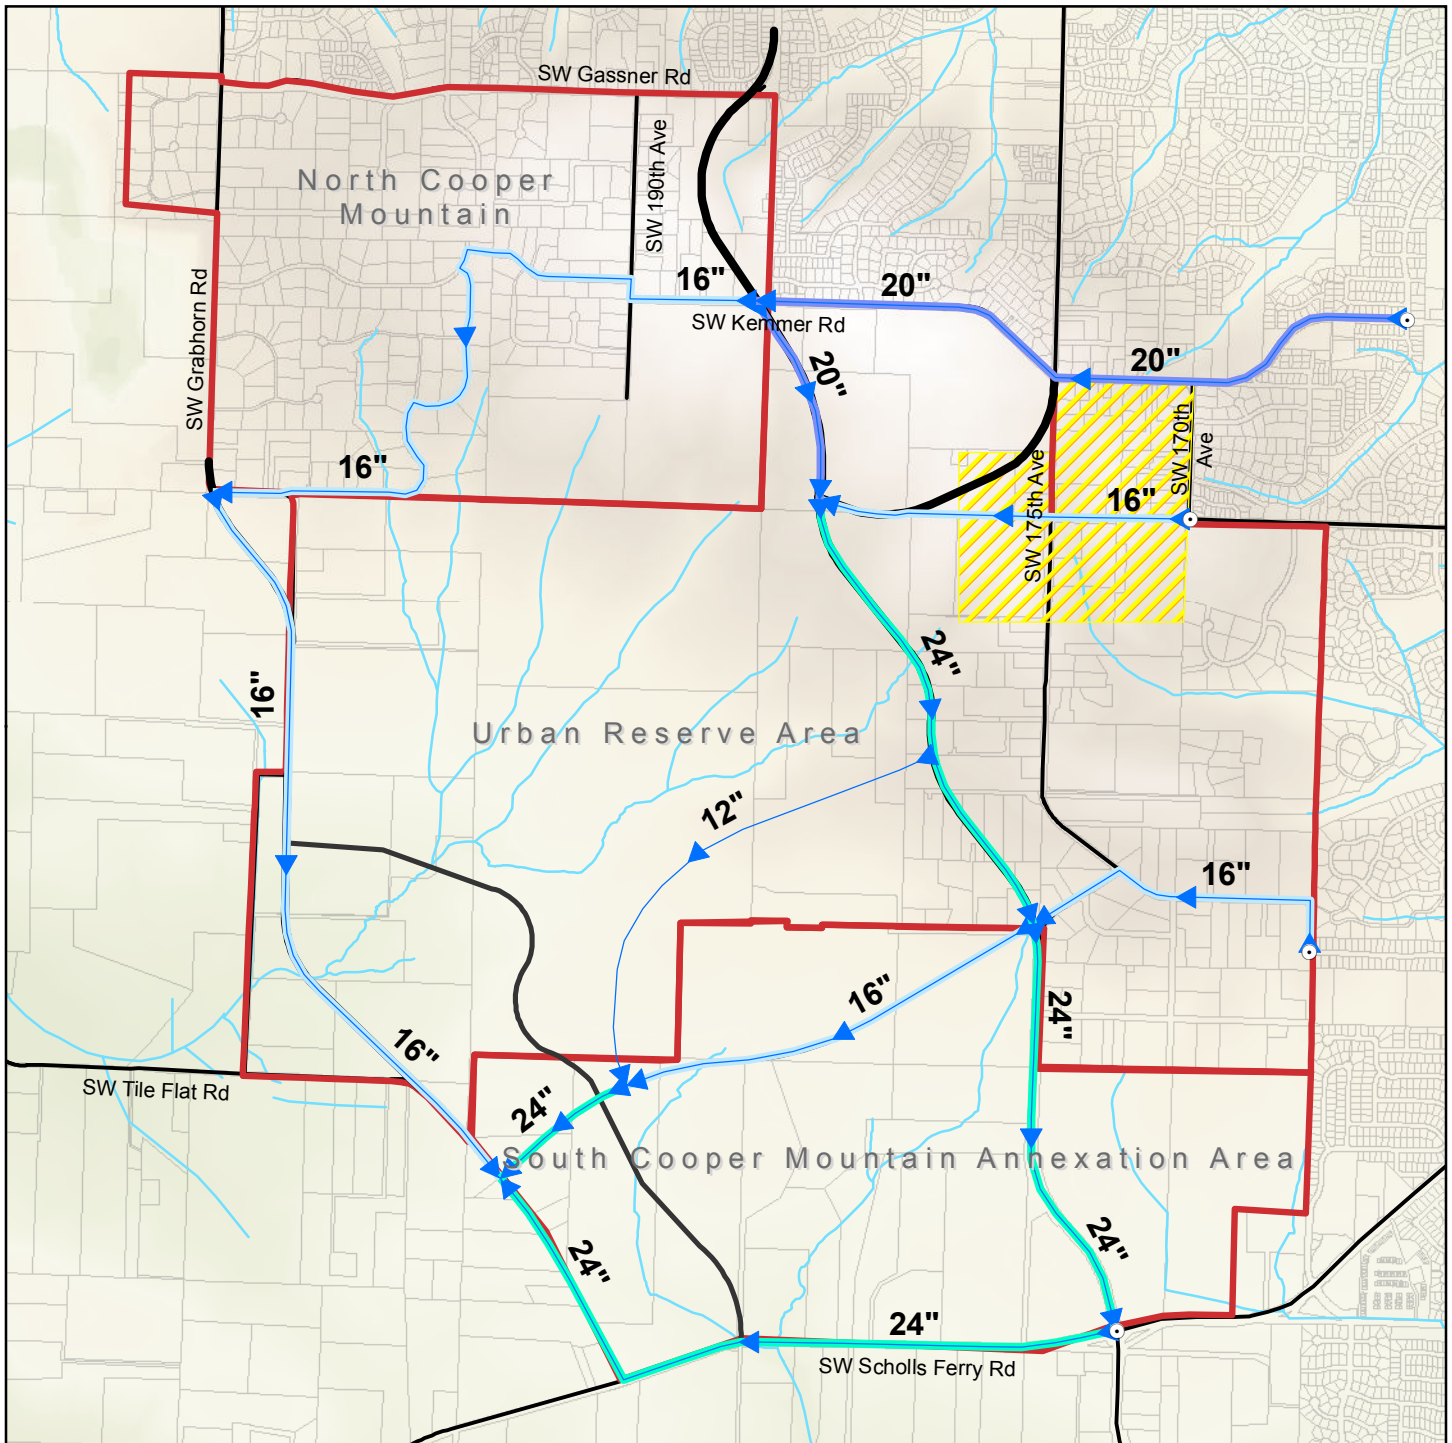 SW Gassner Rd
SW 190th Ave
North Cooper
Mountain
SW Grabhorn Rd
16"
20"
SW Kemmer Rd
20"
20"
SW 170th
Ave
16"
SW 175th Ave
16"
24"
16"
Urban Reserve Area
12"
16"
16"
24"
16"
SW Tile Flat Rd
24"
South Cooper Mountain Annexation Area
24"
24"
24"
SW Scholls Ferry Rd